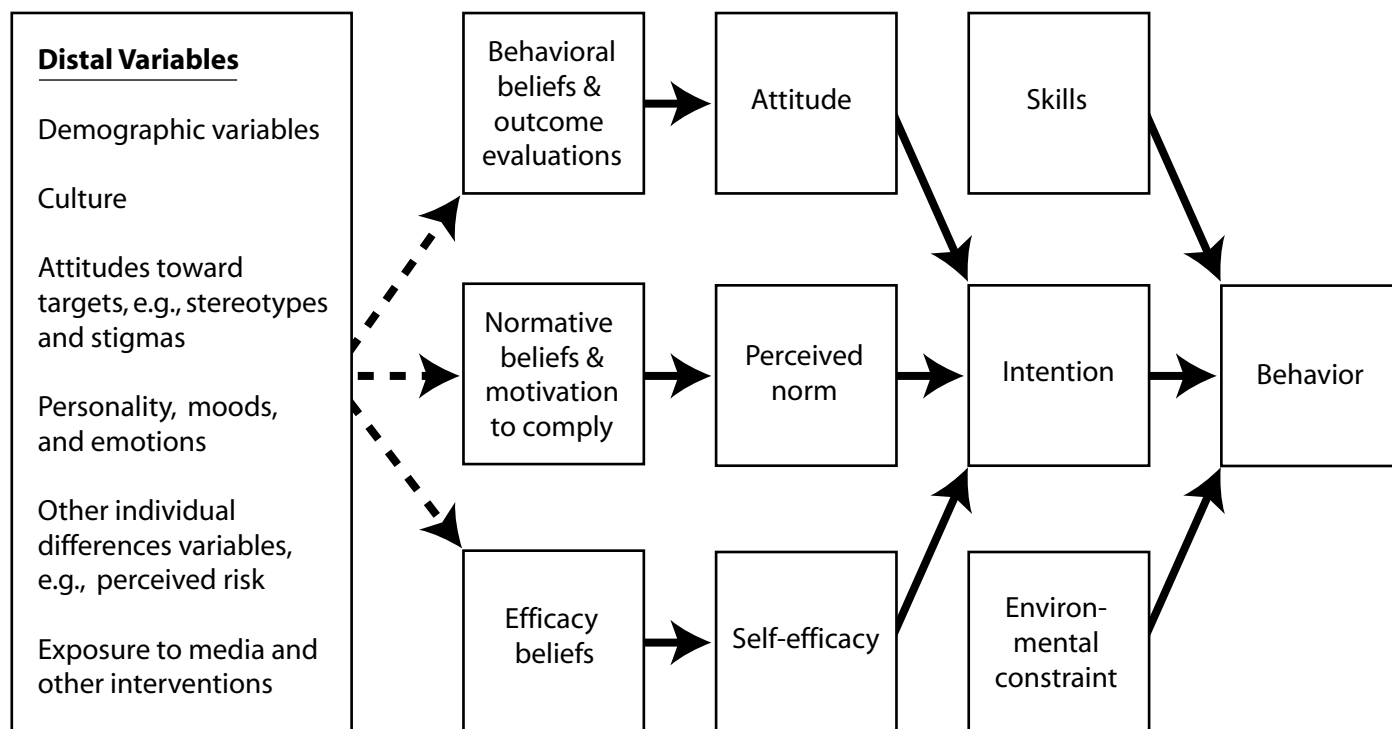 Distal Variables
Demographic variables
Culture
Attitudes toward
targets, e.g., stereotypes
and stigmas
Personality, moods,
and emotions
Other individual
differences variables,
e.g., perceived risk
Exposure to media and
other interventions
Behavioral
beliefs &
outcome
evaluations
Normative
beliefs &
motivation
to comply
Efficacy
beliefs
Attitude
Perceived
norm
Self-efficacy
Skills
Intention
Environ-
mental
constraint
Behavior